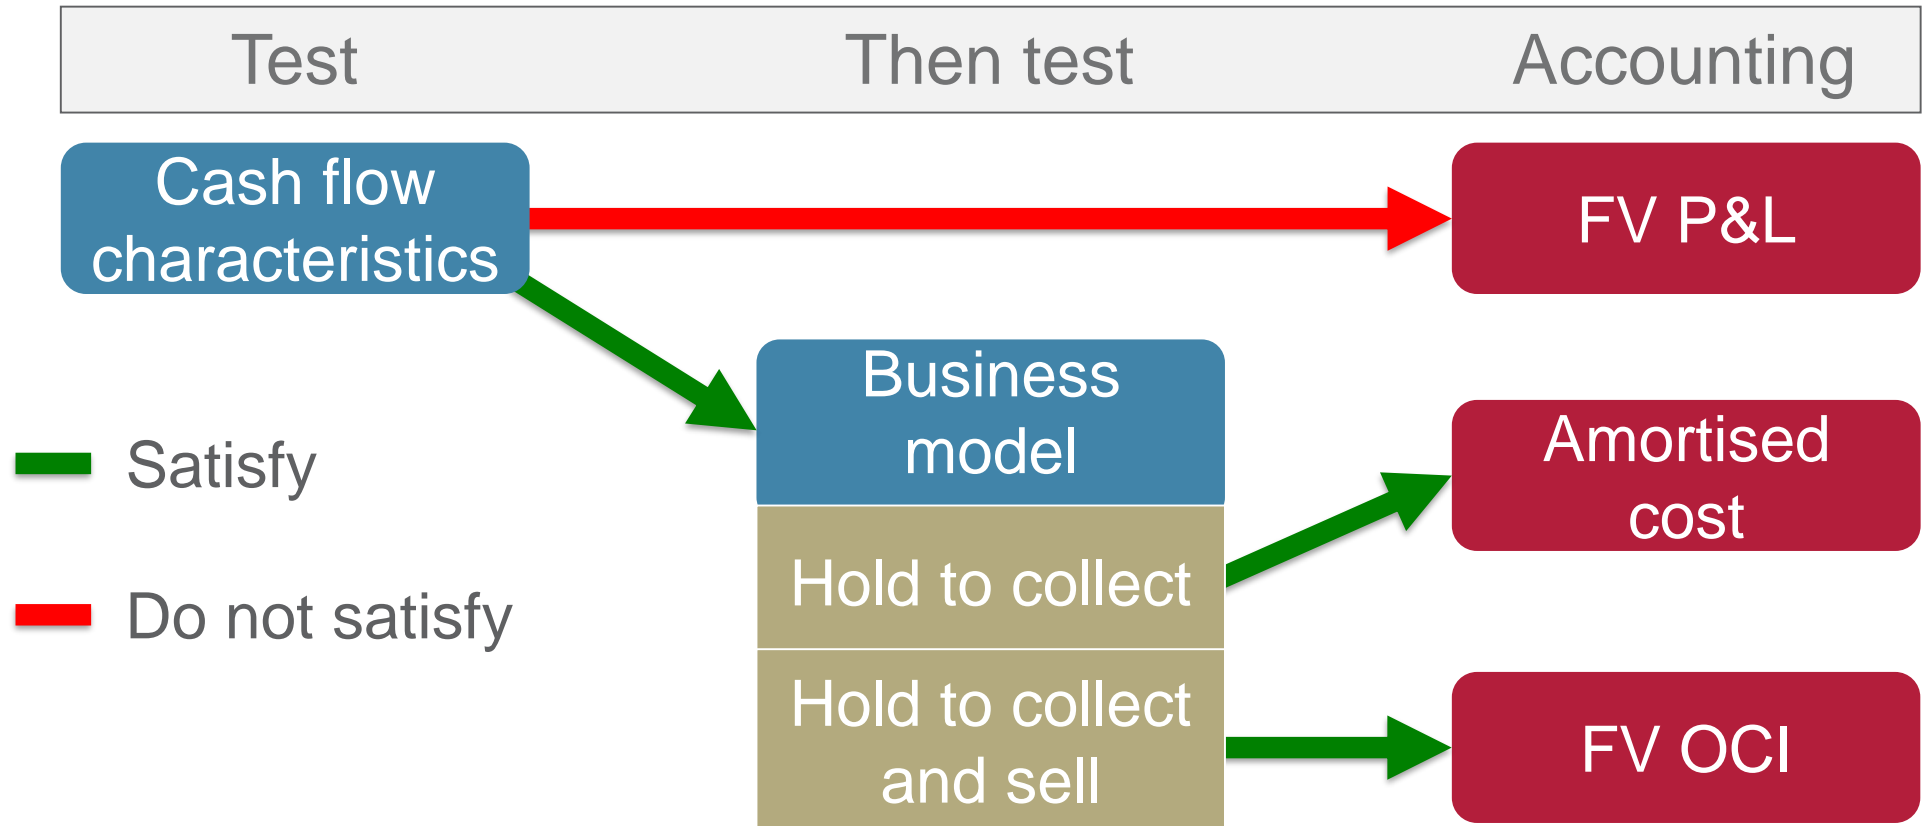 Test
Then test
Accounting
Cash flow
characteristics
FV P&L
Business
model
Satisfy
Amortised
cost
Hold to collect
Do not satisfy
Hold to collect
and sell
FV OCI